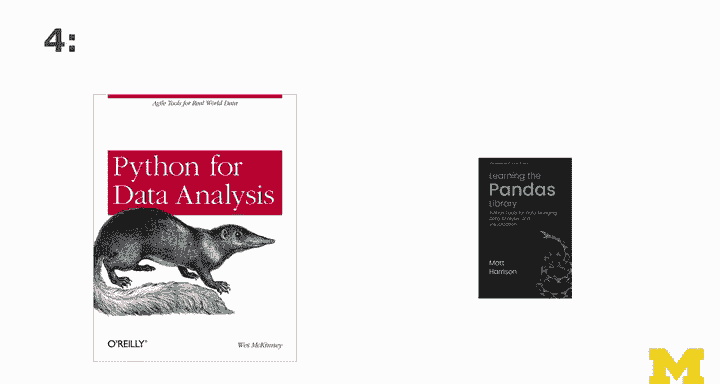 4:
Agile Tools for Real World Data
Python for
Data Analysis
O'REILLY®
Wes McKinney
Learning the
Pandas
Library
Matt
Harrison
M